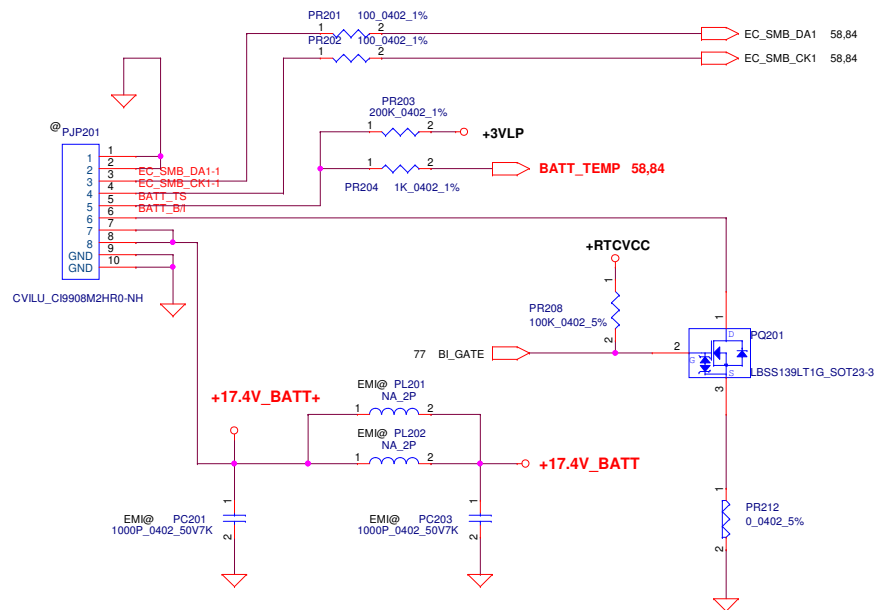 PR201 100_0402_1%
1 2
EC_SMB_DA1 58,84
PR202 100_0402_1%
1 2
EC_SMB_CK1 58,84
PR203
200K_0402_1%
1 2
+3VLP
@
PJP201
1 1
2 2
3 3 EC_SMB_DA1-1
4 4 EC_SMB_CK1-1
5 5 BATT_TS
6 6 BATT_B/I
7 7
8 8
GND 9
GND 10
CVILU_CI9908M2HR0-NH
1 2
BATT_TEMP 58,84
PR204 1K_0402_1%
+RTCVCC
1
PR208
100K_0402_5%
2
77 BI_GATE
2
1
D
G
S
3
PQ201
LBSS139LT1G_SOT23-3
+17.4V_BATT+
EMI@ PL201
NA_2P
1 2
EMI@ PL202
NA_2P
1 2
+17.4V_BATT
1
EMI@ PC201
1000P_0402_50V7K
2
1
EMI@ PC203
1000P_0402_50V7K
2
1
PR212
0_0402_5%
2